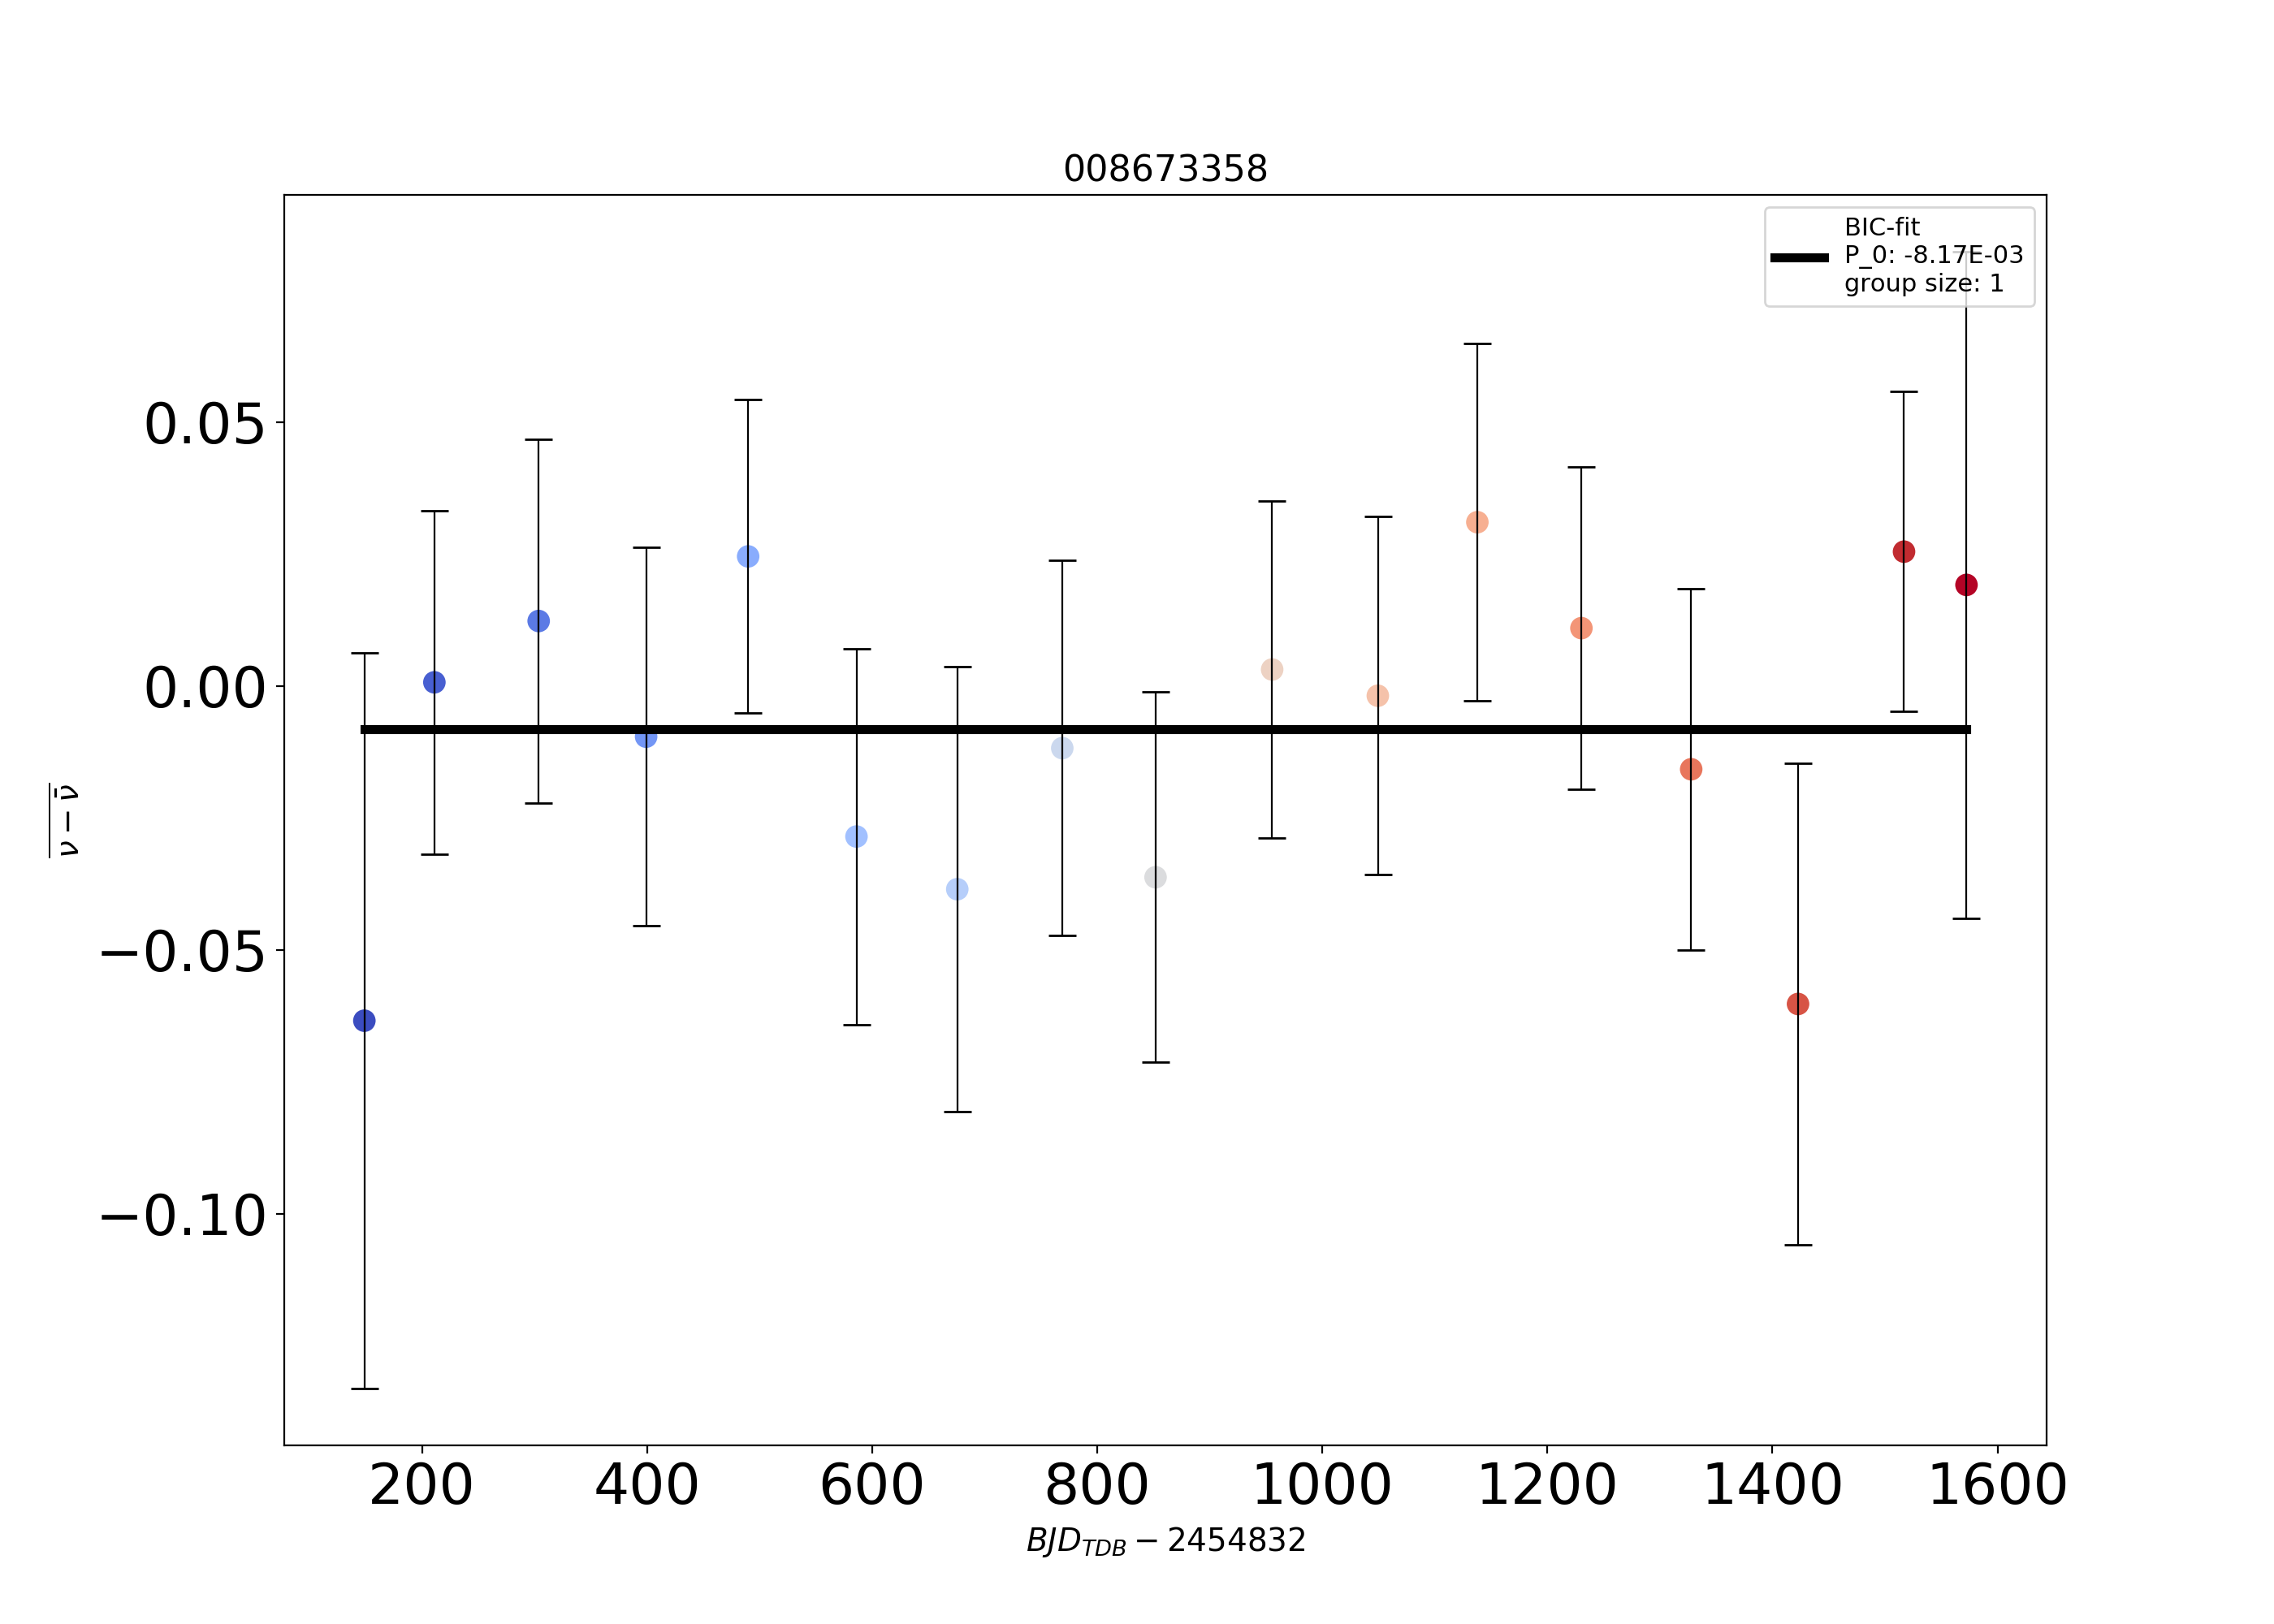 008673358
BIC-fit
P_0: -8.17E-03
group size: 1
0.05
0.00
−0.05
−0.10
ν − ν̄
200 400 600 800 1000 1200 1400 1600
BJD_TDB − 2454832